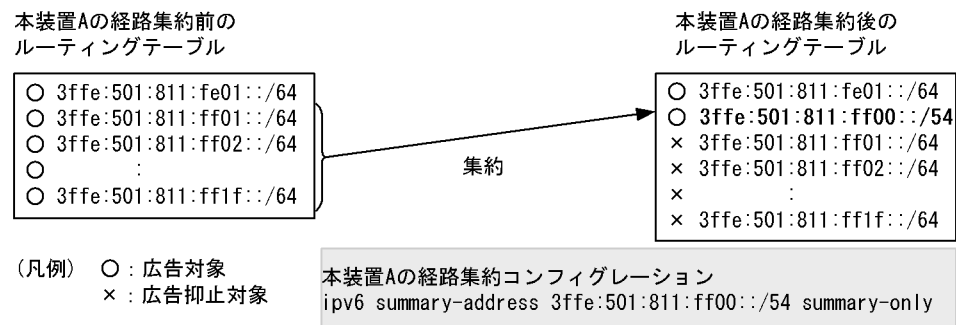 本装置Aの経路集約前の
ルーティングテーブル
○ 3ffe:501:811:fe01::/64
○ 3ffe:501:811:ff01::/64
○ 3ffe:501:811:ff02::/64
○ :
○ 3ffe:501:811:ff1f::/64
集約
本装置Aの経路集約後の
ルーティングテーブル
○ 3ffe:501:811:fe01::/64
○ 3ffe:501:811:ff00::/54
× 3ffe:501:811:ff01::/64
× 3ffe:501:811:ff02::/64
× :
× 3ffe:501:811:ff1f::/64
(凡例) ○:広告対象
×:広告抑止対象
本装置Aの経路集約コンフィグレーション
ipv6 summary-address 3ffe:501:811:ff00::/54 summary-only